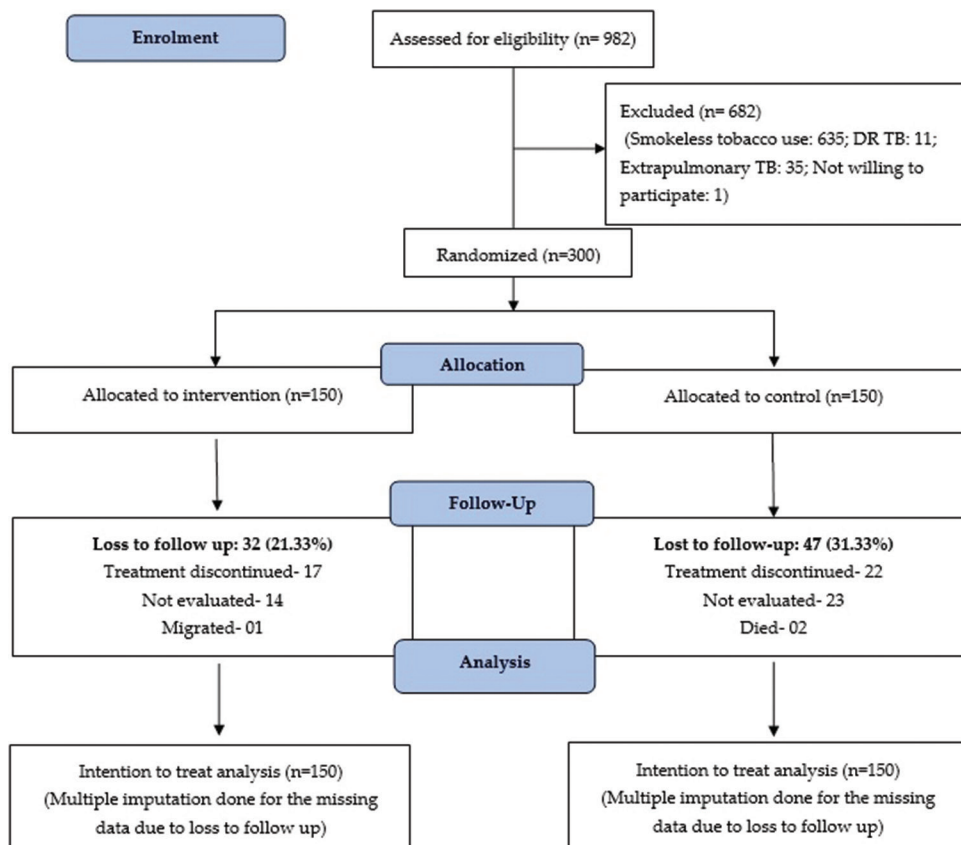 Enrolment
Assessed for eligibility (n= 982)
Excluded (n= 682)
(Smokeless tobacco use: 635; DR TB: 11;
Extrapulmonary TB: 35; Not willing to
participate: 1)
Randomized (n=300)
Allocation
Allocated to intervention (n=150)
Allocated to control (n=150)
Follow-Up
Loss to follow up: 32 (21.33%)
Treatment discontinued- 17
Not evaluated- 14
Migrated- 01
Lost to follow-up: 47 (31.33%)
Treatment discontinued- 22
Not evaluated- 23
Died- 02
Analysis
Intention to treat analysis (n=150)
(Multiple imputation done for the missing
data due to loss to follow up)
Intention to treat analysis (n=150)
(Multiple imputation done for the missing
data due to loss to follow up)